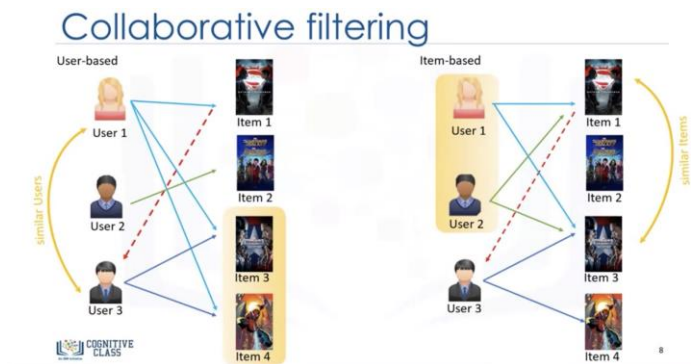 Collaborative filtering
User-based
User 1
User 2
User 3
similar Users
Item 1
Item 2
Item 3
Item 4
Item-based
User 1
User 2
User 3
Item 1
Item 2
Item 3
Item 4
similar Items
COGNITIVE
CLASS
8